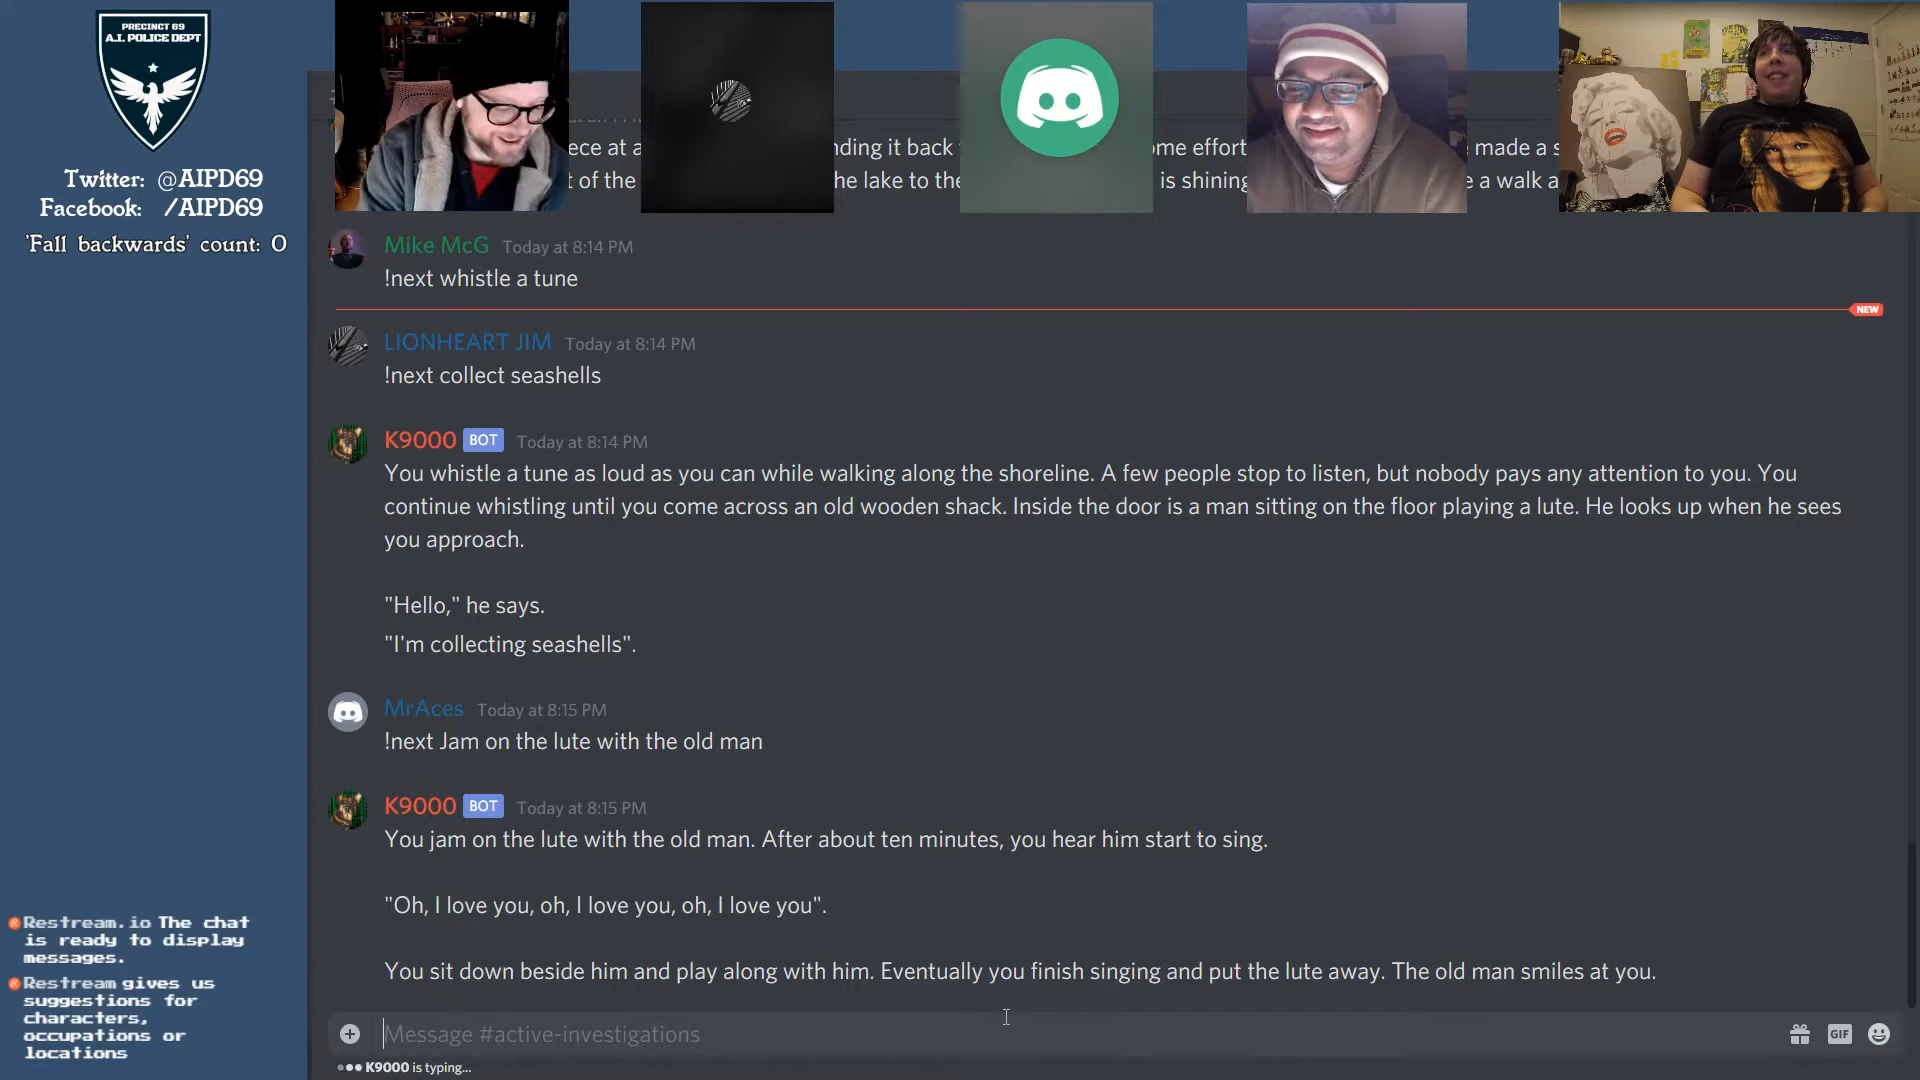 PRECINCT 69
A.I. POLICE DEPT
Twitter: @AIPD69
Facebook: /AIPD69
'Fall backwards' count: 0
ece at a nding it back ome effort made a s
t of the he lake to the is shining e a walk a
Mike McG Today at 8:14 PM
!next whistle a tune
NEW
LIONHEART JIM Today at 8:14 PM
!next collect seashells
K9000 BOT Today at 8:14 PM
You whistle a tune as loud as you can while walking along the shoreline. A few people stop to listen, but nobody pays any attention to you. You
continue whistling until you come across an old wooden shack. Inside the door is a man sitting on the floor playing a lute. He looks up when he sees
you approach.
"Hello," he says.
"I'm collecting seashells".
MrAces Today at 8:15 PM
!next Jam on the lute with the old man
K9000 BOT Today at 8:15 PM
You jam on the lute with the old man. After about ten minutes, you hear him start to sing.
"Oh, I love you, oh, I love you, oh, I love you".
You sit down beside him and play along with him. Eventually you finish singing and put the lute away. The old man smiles at you.
Message #active-investigations
GIF
K9000 is typing...
Restream.io The chat
is ready to display
messages.
Restream gives us
suggestions for
characters,
occupations or
locations